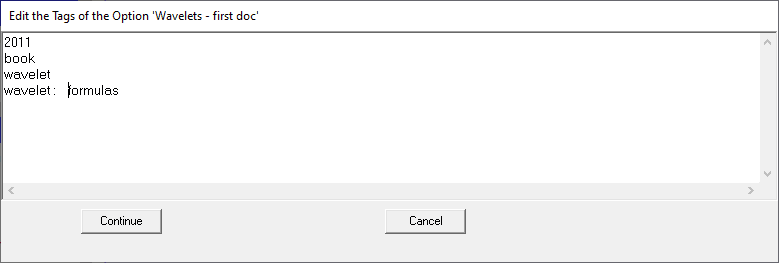 Edit the Tags of the Option 'Wavelets - first doc'
2011
book
wavelet
wavelet:  formulas
Continue
Cancel